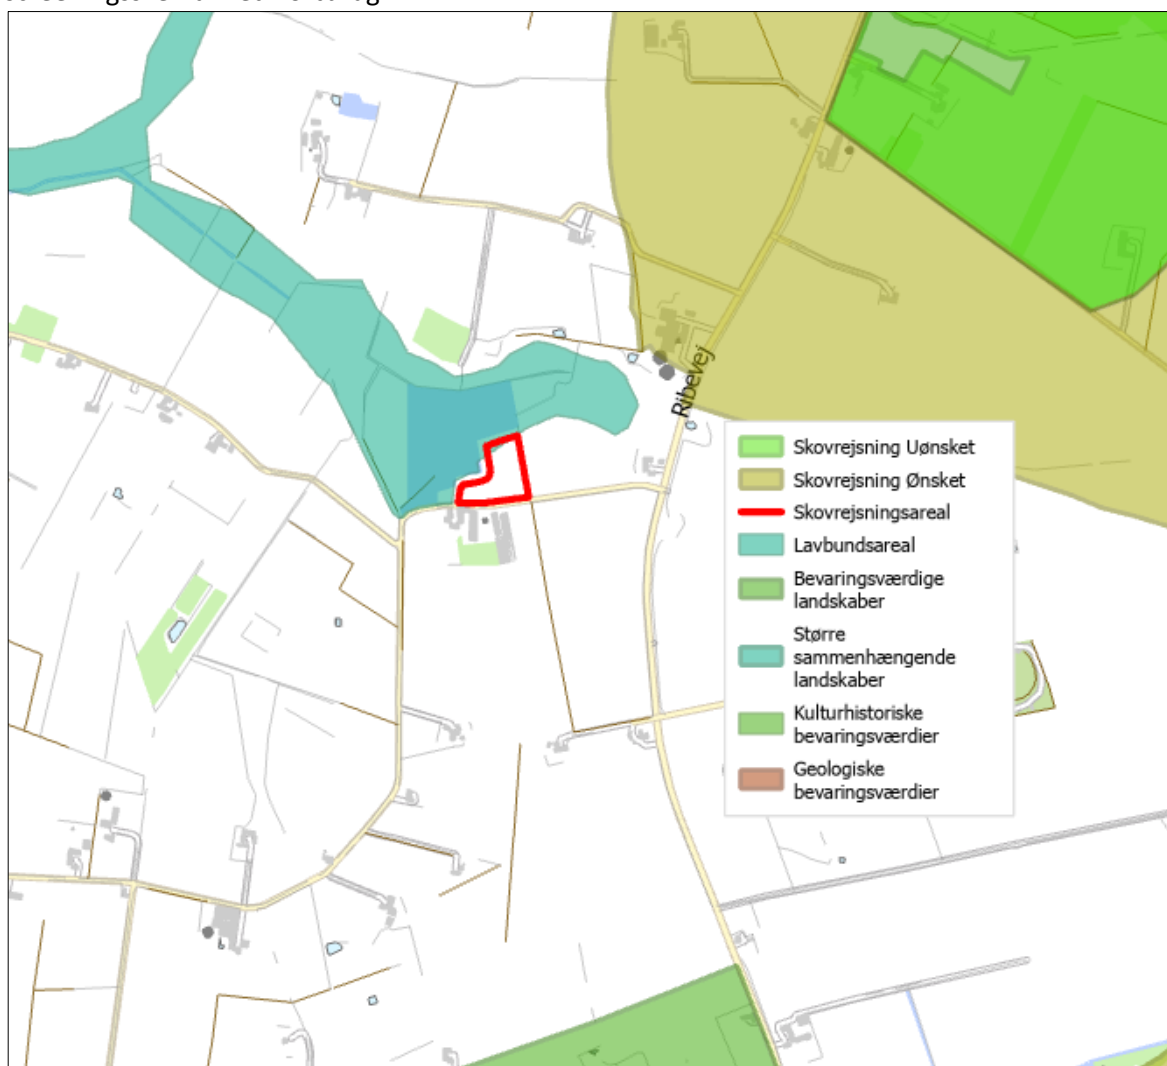 Ribevej
Skovrejsning Uønsket
Skovrejsning Ønsket
Skovrejsningsareal
Lavbundsareal
Bevaringsværdige
landskaber
Større
sammenhængende
landskaber
Kulturhistoriske
bevaringsværdier
Geologiske
bevaringsværdier